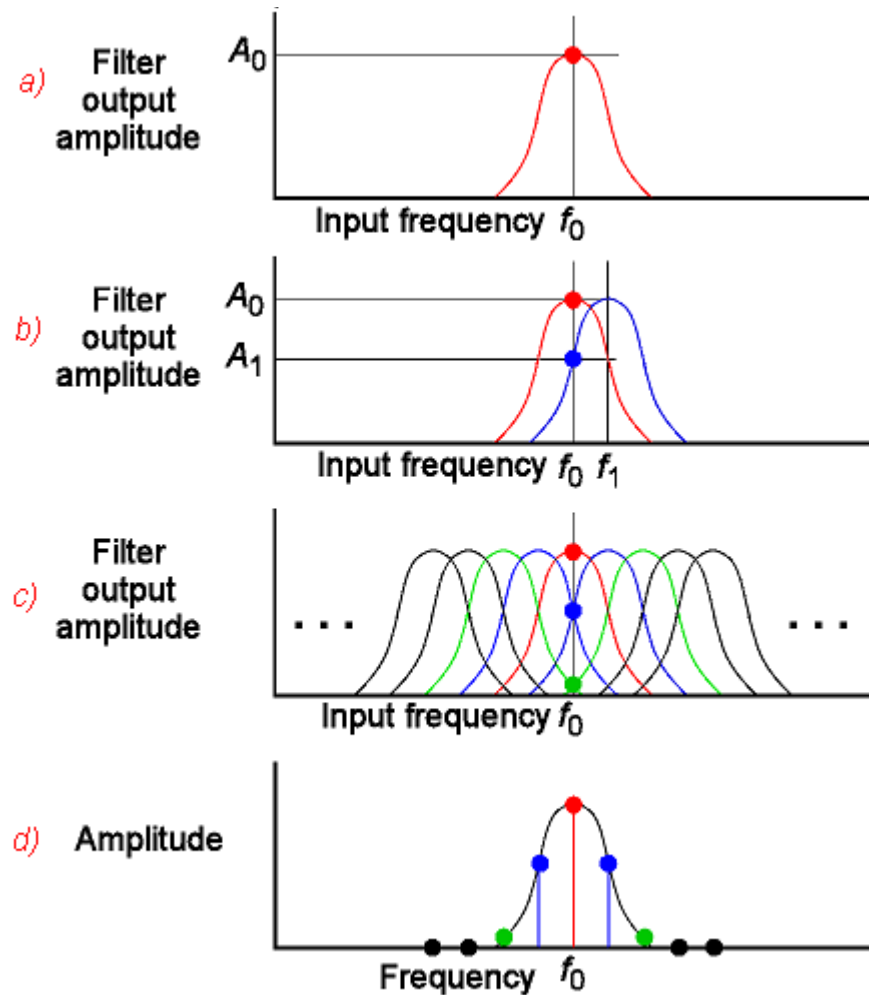 a) Filter
output
amplitude
A0
Input frequency f0
b) Filter
output
amplitude
A0
A1
Input frequency f0 f1
c) Filter
output
amplitude
... ...
Input frequency f0
d) Amplitude
Frequency f0